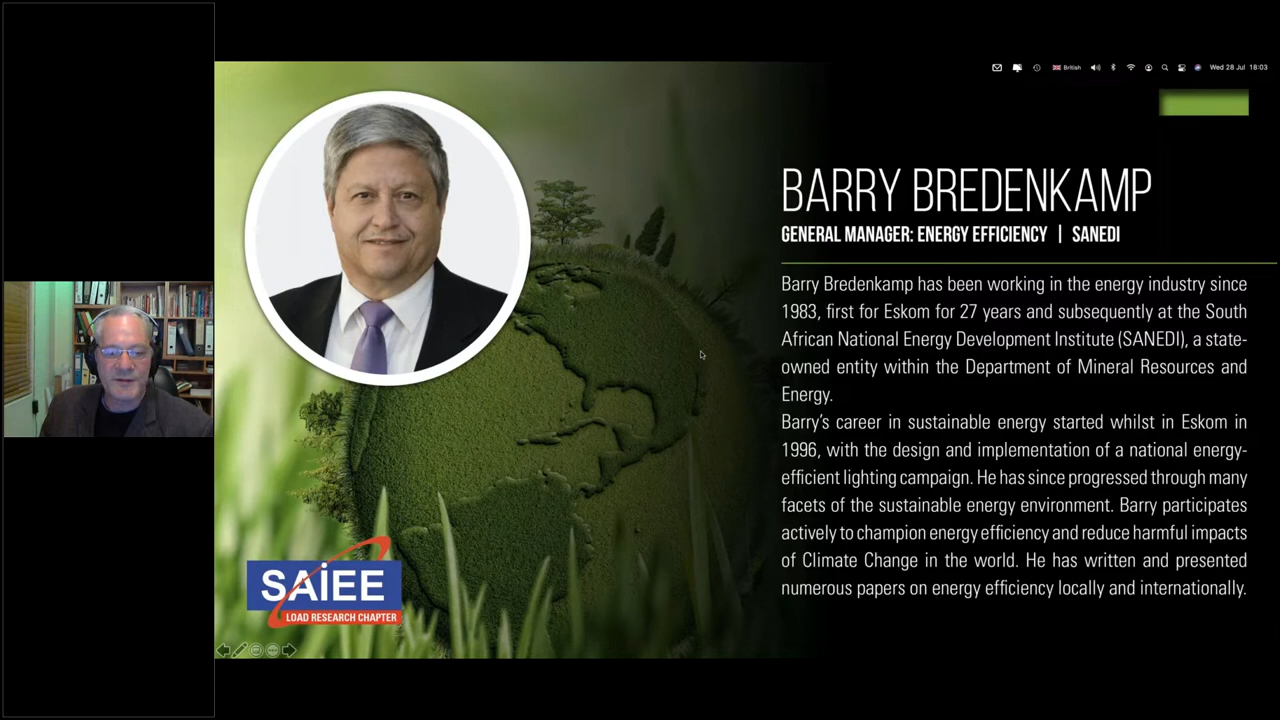 British
Wed 28 Jul 18:03
BARRY BREDENKAMP
GENERAL MANAGER: ENERGY EFFICIENCY | SANEDI
Barry Bredenkamp has been working in the energy industry since
1983, first for Eskom for 27 years and subsequently at the South
African National Energy Development Institute (SANEDI), a state-
owned entity within the Department of Mineral Resources and
Energy.
Barry's career in sustainable energy started whilst in Eskom in
1996, with the design and implementation of a national energy-
efficient lighting campaign. He has since progressed through many
facets of the sustainable energy environment. Barry participates
actively to champion energy efficiency and reduce harmful impacts
of Climate Change in the world. He has written and presented
numerous papers on energy efficiency locally and internationally.
SAiEE
LOAD RESEARCH CHAPTER